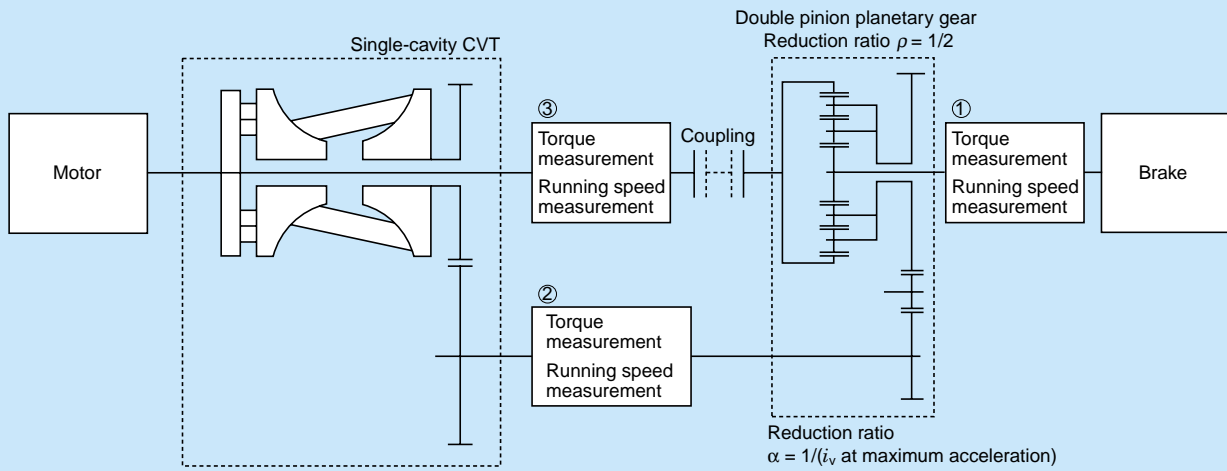 Double pinion planetary gear
Reduction ratio ρ = 1/2
Single-cavity CVT
Motor
③
Torque
measurement
Running speed
measurement
Coupling
①
Torque
measurement
Running speed
measurement
Brake
②
Torque
measurement
Running speed
measurement
Reduction ratio
α = 1/(iᵥ at maximum acceleration)